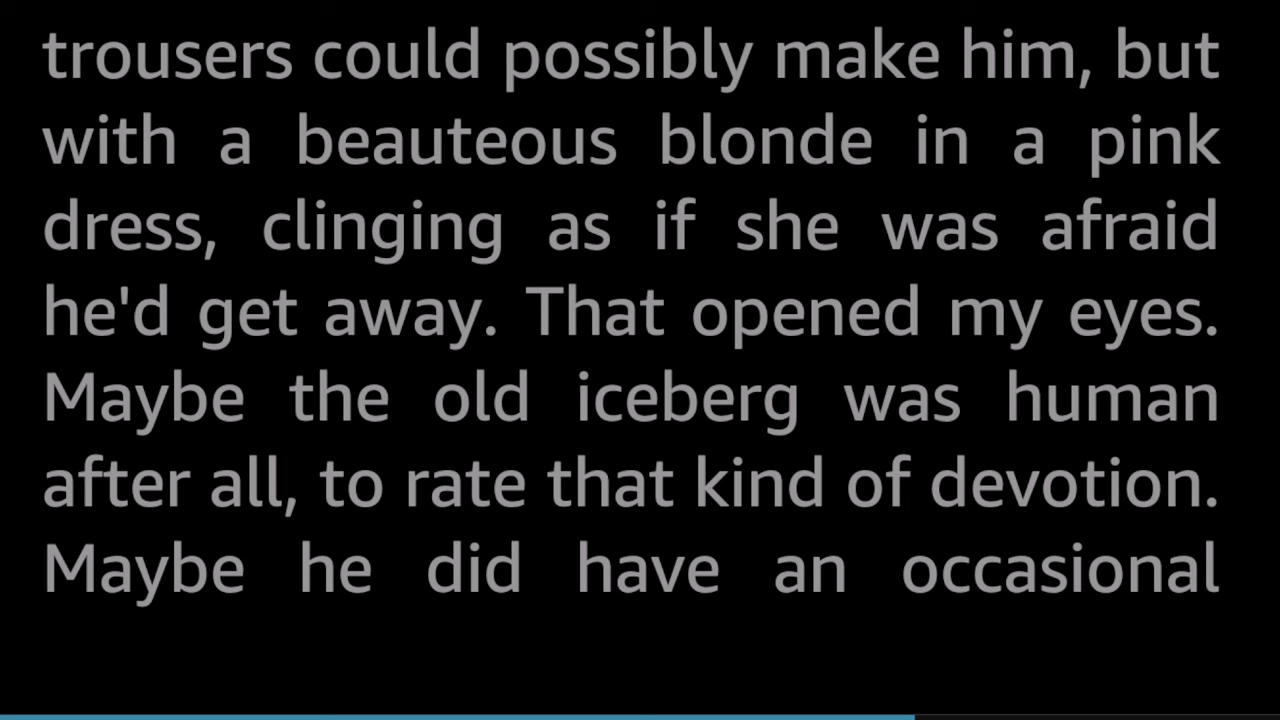 trousers could possibly make him, but
with a beauteous blonde in a pink
dress, clinging as if she was afraid
he'd get away. That opened my eyes.
Maybe the old iceberg was human
after all, to rate that kind of devotion.
Maybe he did have an occasional